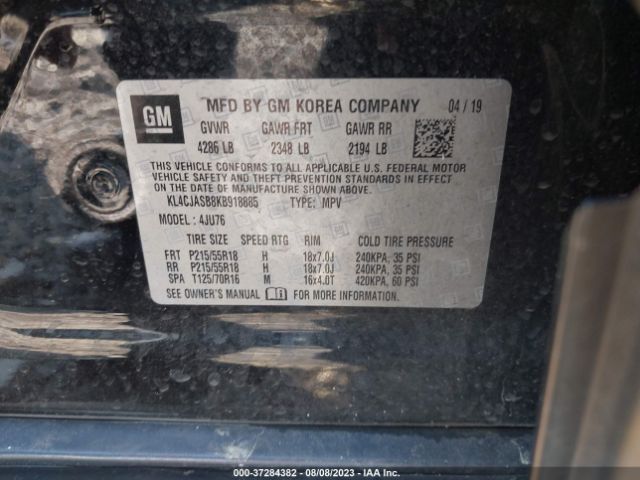 GM MFD BY GM KOREA COMPANY 04 / 19
GVWR GAWR FRT GAWR RR
4286 LB 2348 LB 2194 LB
THIS VEHICLE CONFORMS TO ALL APPLICABLE U.S. FEDERAL MOTOR
VEHICLE SAFETY AND THEFT PREVENTION STANDARDS IN EFFECT ON
THE DATE OF MANUFACTURE SHOWN ABOVE.
KL4CJASB8KB918885 TYPE: MPV
MODEL: 4JU76
TIRE SIZE SPEED RTG RIM COLD TIRE PRESSURE
FRT P215/55R18 H 18x7.0J 240KPA, 35 PSI
RR P215/55R18 H 18x7.0J 240KPA, 35 PSI
SPA T125/70R16 M 16x4.0T 420KPA, 60 PSI
SEE OWNER'S MANUAL FOR MORE INFORMATION.
000-37284382 - 08/08/2023 - IAA Inc.